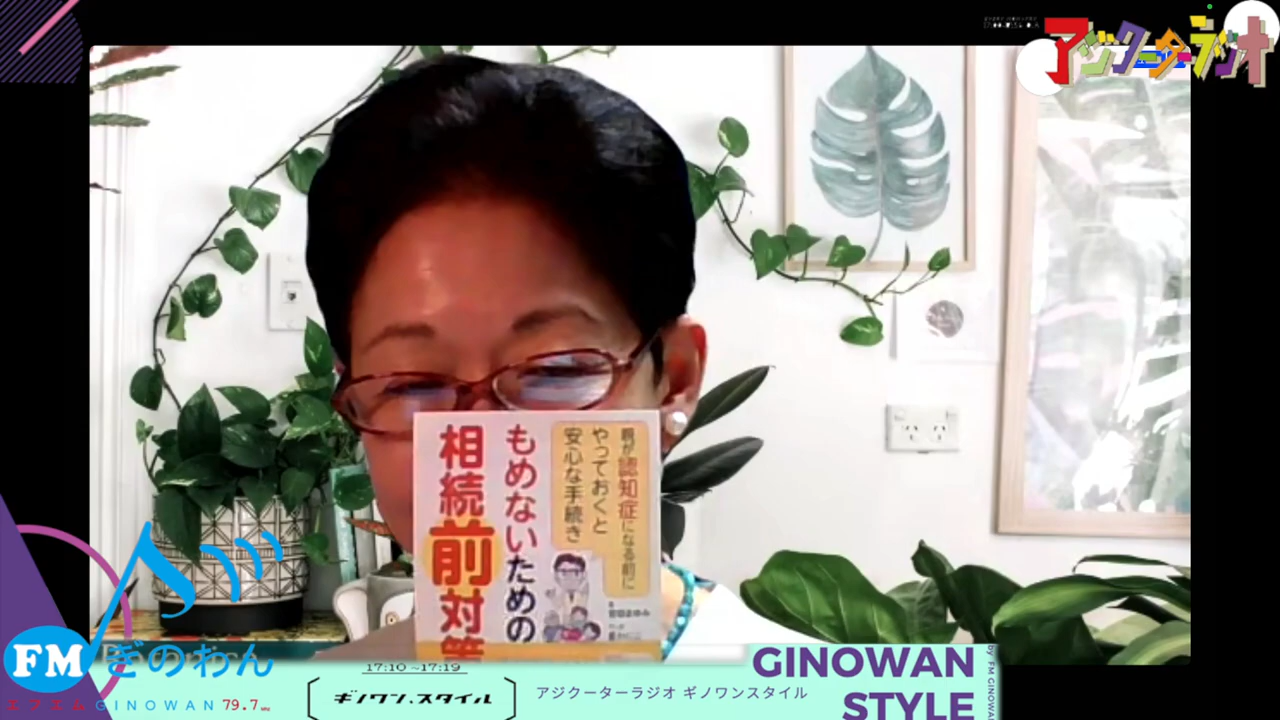 アジクーターラジオ
親が認知症になる前に
やっておくと
安心な手続き
もめないための
相続前対策
FM
ぎのわん
エフエム GINOWAN 79.7 MHz
17:10 ~17:19
ギノワン、スタイル
アジクーターラジオ ギノワンスタイル
GINOWAN
STYLE
by FM GINOWAN